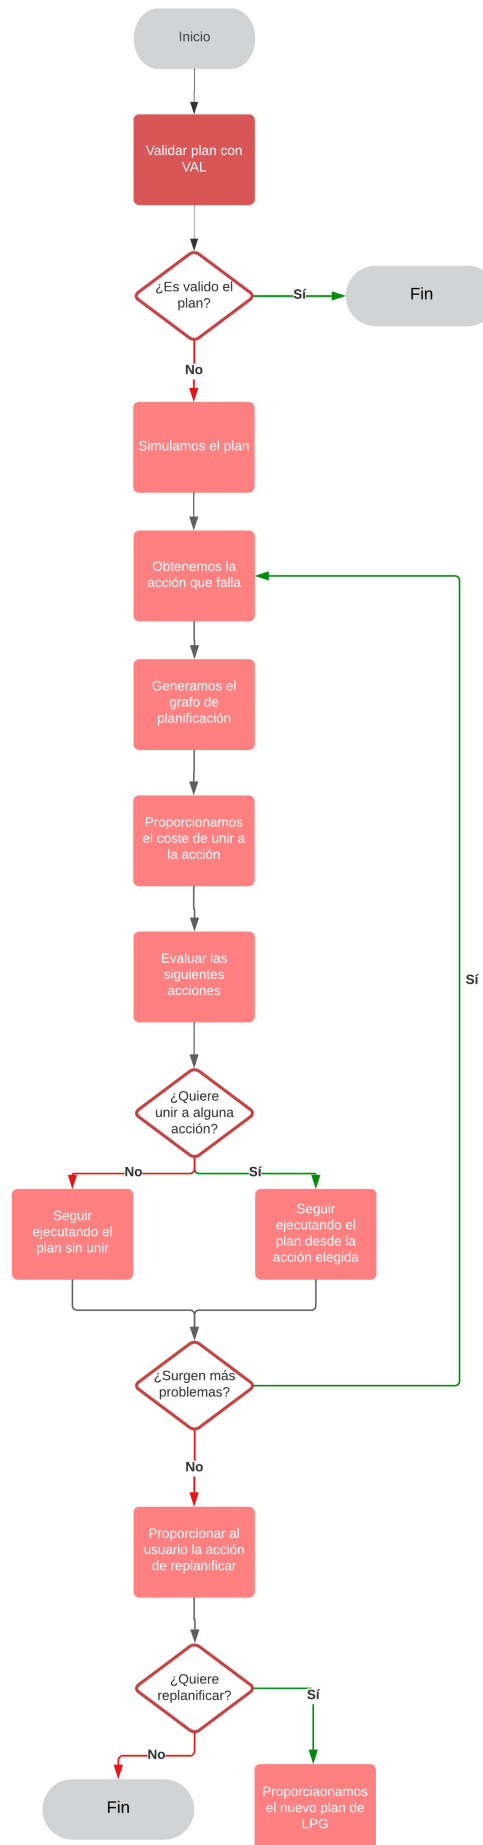 Inicio
Validar plan con
VAL
¿Es valido el
plan?
Sí
Fin
No
Simulamos el plan
Obtenemos la
acción que falla
Generamos el
grafo de
planificación
Proporcionamos
el coste de unir a
la acción
Evaluar las
siguientes
acciones
Sí
¿Quiere
unir a alguna
acción?
No
Sí
Seguir
ejecutando el
plan sin unir
Seguir
ejecutando el
plan desde la
acción elegida
¿Surgen más
problemas?
No
Proporcionar al
usuario la acción
de replanificar
¿Quiere
replanificar?
Sí
No
Fin
Proporciaonamos
el nuevo plan de
LPG